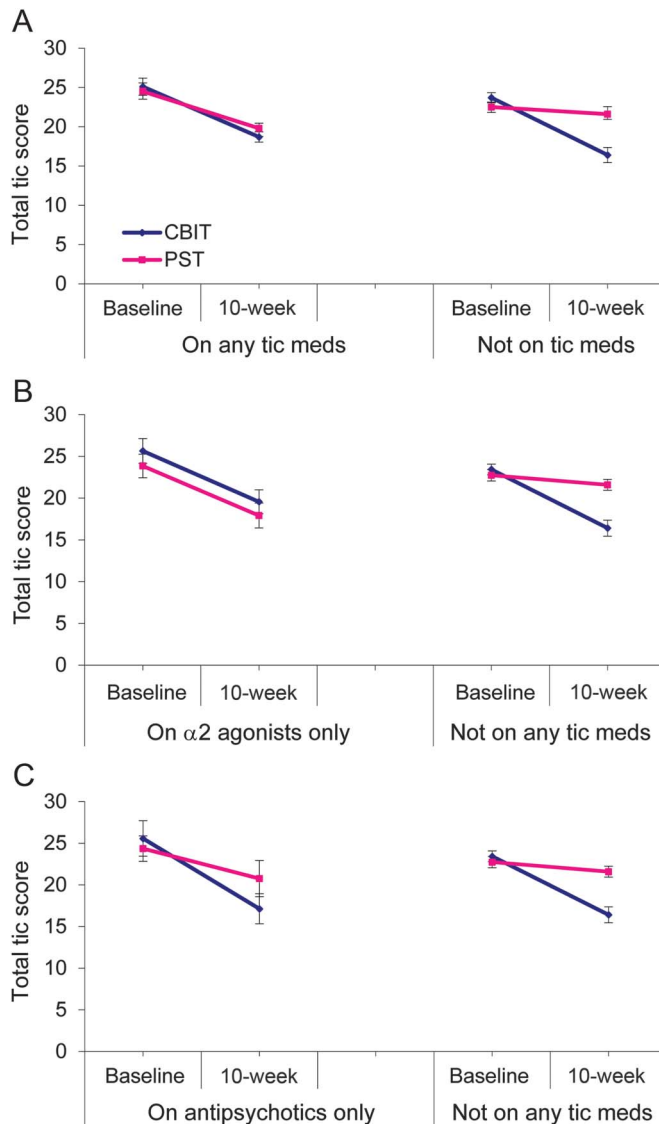 A
30
25
20
15
10
5
0
Total tic score
CBIT
PST
Baseline 10-week Baseline 10-week
On any tic meds Not on tic meds
B
30
25
20
15
10
5
0
Total tic score
Baseline 10-week Baseline 10-week
On α2 agonists only Not on any tic meds
C
30
25
20
15
10
5
0
Total tic score
Baseline 10-week Baseline 10-week
On antipsychotics only Not on any tic meds